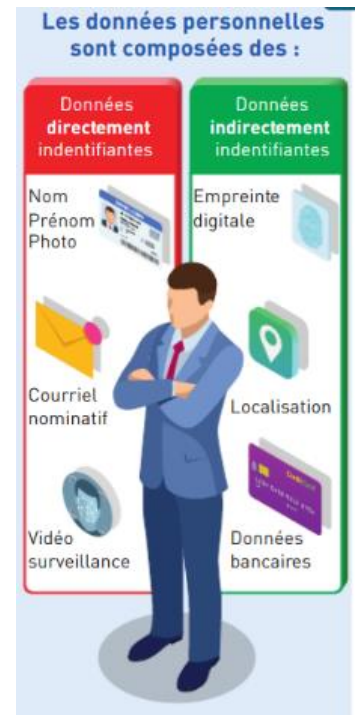 Les données personnelles
sont composées des :
Données
directement
indentifiantes
Nom
Prénom
Photo
Courriel
nominatif
Vidéo
surveillance
Données
indirectement
indentifiantes
Empreinte
digitale
Localisation
Données
bancaires